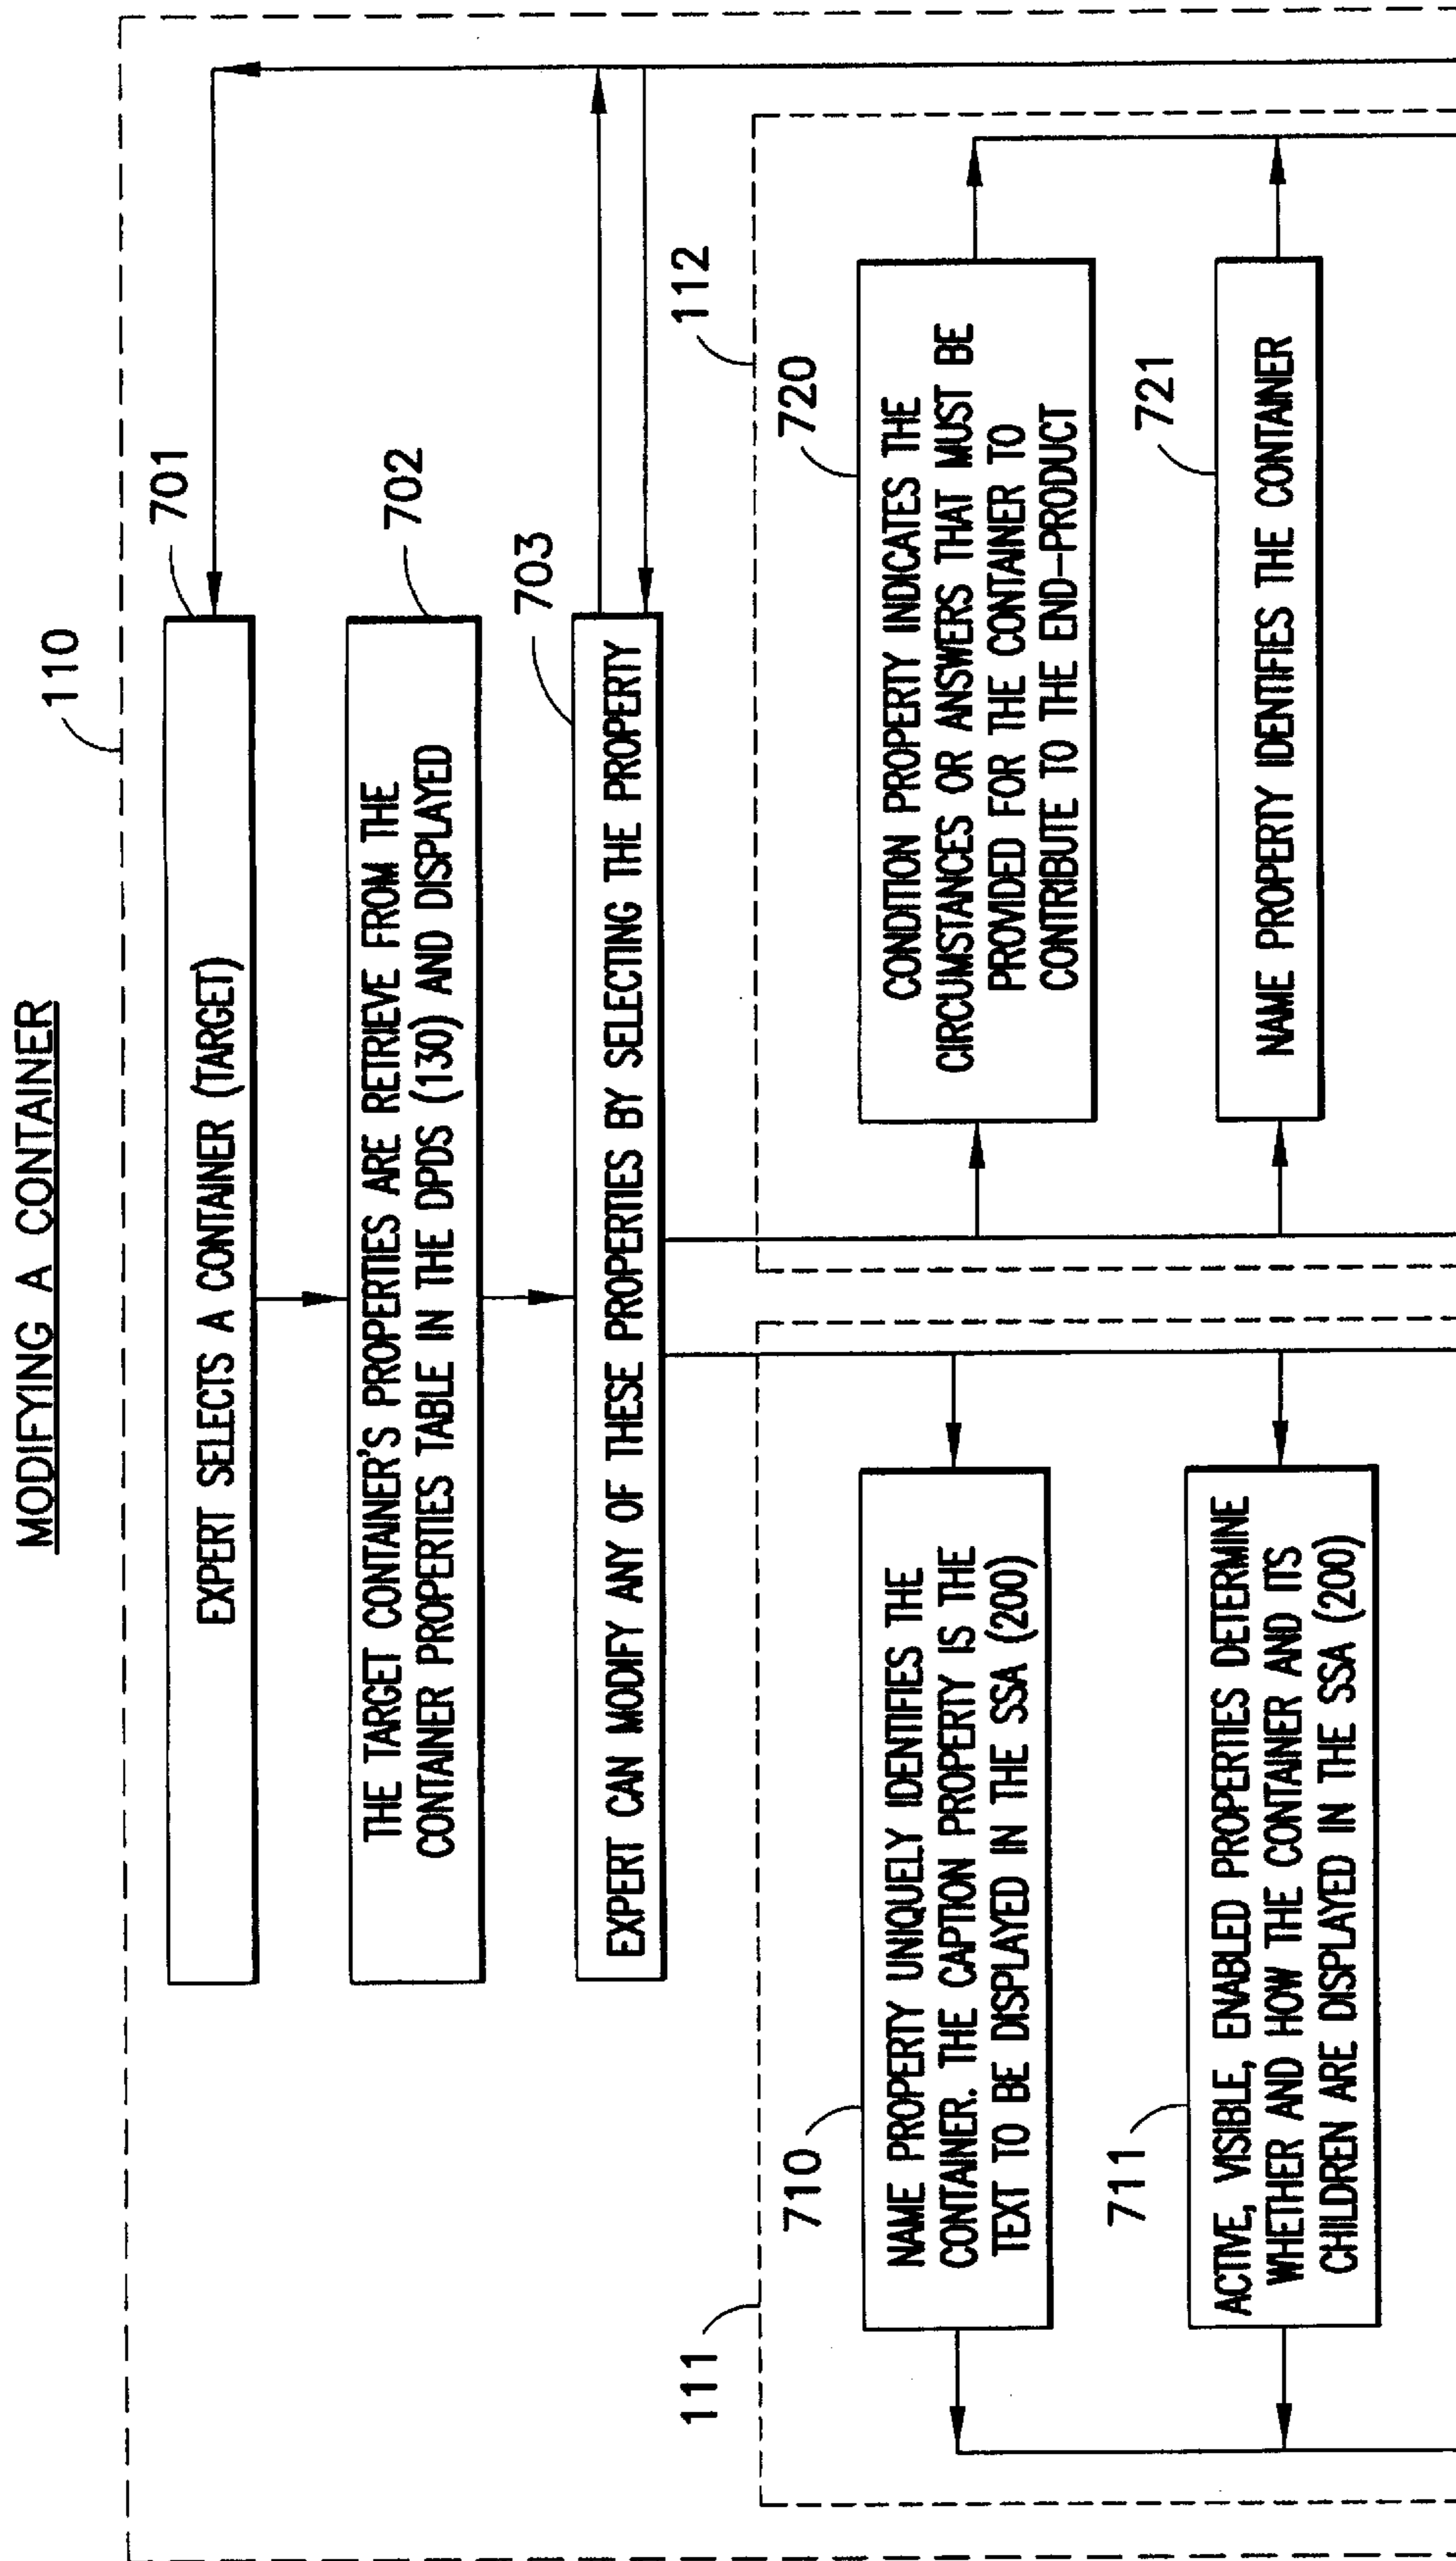 MODIFYING A CONTAINER
110
701
EXPERT SELECTS A CONTAINER (TARGET)
702
THE TARGET CONTAINER'S PROPERTIES ARE RETRIEVE FROM THE
CONTAINER PROPERTIES TABLE IN THE DPDS (130) AND DISPLAYED
703
EXPERT CAN MODIFY ANY OF THESE PROPERTIES BY SELECTING THE PROPERTY
111
710
NAME PROPERTY UNIQUELY IDENTIFIES THE
CONTAINER. THE CAPTION PROPERTY IS THE
TEXT TO BE DISPLAYED IN THE SSA (200)
711
ACTIVE, VISIBLE, ENABLED PROPERTIES DETERMINE
WHETHER AND HOW THE CONTAINER AND ITS
CHILDREN ARE DISPLAYED IN THE SSA (200)
112
720
CONDITION PROPERTY INDICATES THE
CIRCUMSTANCES OR ANSWERS THAT MUST BE
PROVIDED FOR THE CONTAINER TO
CONTRIBUTE TO THE END-PRODUCT
721
NAME PROPERTY IDENTIFIES THE CONTAINER